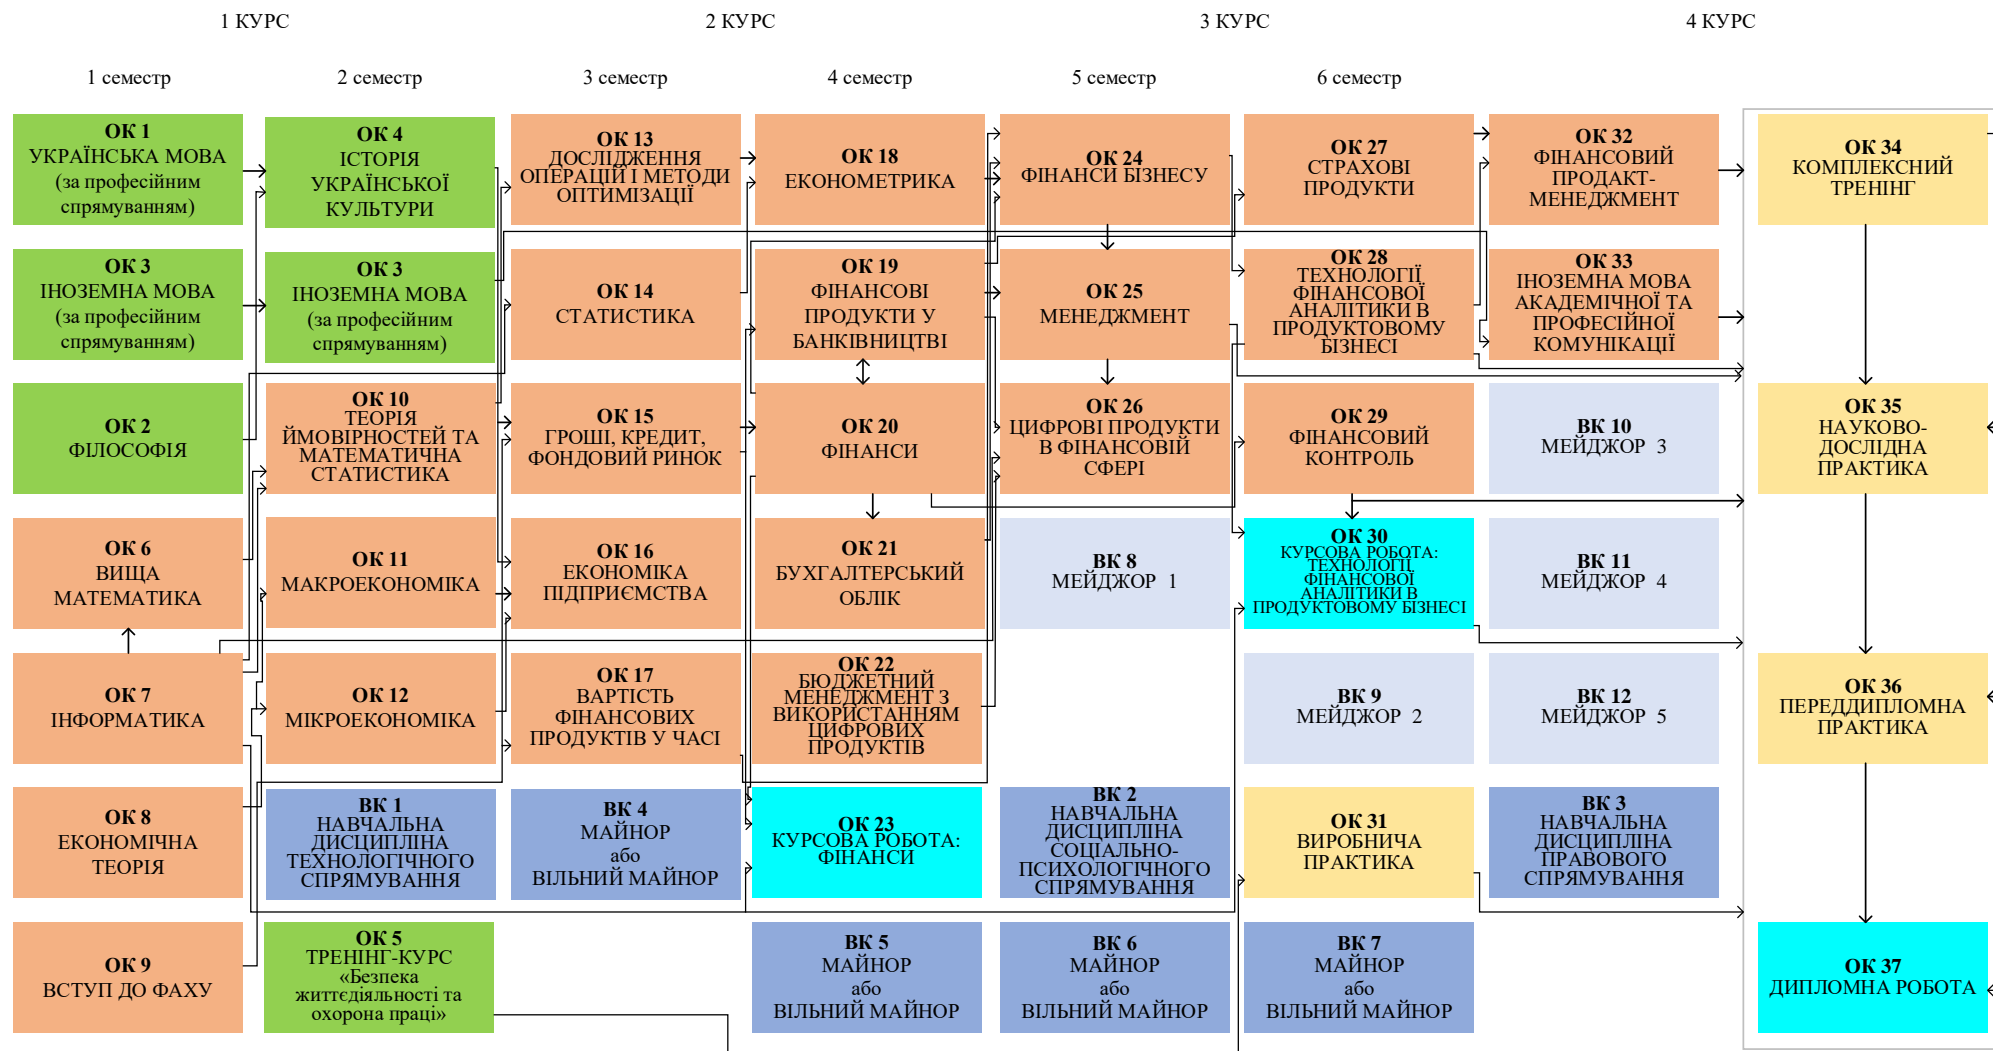 1 КУРС
2 КУРС
3 КУРС
4 КУРС
1 семестр
2 семестр
3 семестр
4 семестр
5 семестр
6 семестр
ОК 1
УКРАЇНСЬКА МОВА
(за професійним
спрямуванням)
ОК 4
ІСТОРІЯ
УКРАЇНСЬКОЇ
КУЛЬТУРИ
ОК 13
ДОСЛІДЖЕННЯ
ОПЕРАЦІЙ І МЕТОДИ
ОПТИМІЗАЦІЇ
ОК 18
ЕКОНОМЕТРИКА
ОК 24
ФІНАНСИ БІЗНЕСУ
ОК 27
СТРАХОВІ
ПРОДУКТИ
ОК 32
ФІНАНСОВИЙ
ПРОДАКТ-
МЕНЕДЖМЕНТ
ОК 34
КОМПЛЕКСНИЙ
ТРЕНІНГ
ОК 3
ІНОЗЕМНА МОВА
(за професійним
спрямуванням)
ОК 3
ІНОЗЕМНА МОВА
(за професійним
спрямуванням)
ОК 14
СТАТИСТИКА
ОК 19
ФІНАНСОВІ
ПРОДУКТИ У
БАНКІВНИЦТВІ
ОК 25
МЕНЕДЖМЕНТ
ОК 28
ТЕХНОЛОГІЇ
ФІНАНСОВОЇ
АНАЛІТИКИ В
ПРОДУКТОВОМУ
БІЗНЕСІ
ОК 33
ІНОЗЕМНА МОВА
АКАДЕМІЧНОЇ ТА
ПРОФЕСІЙНОЇ
КОМУНІКАЦІЇ
ОК 2
ФІЛОСОФІЯ
ОК 10
ТЕОРІЯ
ЙМОВІРНОСТЕЙ ТА
МАТЕМАТИЧНА
СТАТИСТИКА
ОК 15
ГРОШІ, КРЕДИТ,
ФОНДОВИЙ РИНОК
ОК 20
ФІНАНСИ
ОК 26
ЦИФРОВІ ПРОДУКТИ
В ФІНАНСОВІЙ
СФЕРІ
ОК 29
ФІНАНСОВИЙ
КОНТРОЛЬ
ВК 10
МЕЙДЖОР 3
ОК 35
НАУКОВО-
ДОСЛІДНА
ПРАКТИКА
ОК 6
ВИЩА
МАТЕМАТИКА
ОК 11
МАКРОЕКОНОМІКА
ОК 16
ЕКОНОМІКА
ПІДПРИЄМСТВА
ОК 21
БУХГАЛТЕРСЬКИЙ
ОБЛІК
ВК 8
МЕЙДЖОР 1
ОК 30
КУРСОВА РОБОТА:
ТЕХНОЛОГІЇ
ФІНАНСОВОЇ
АНАЛІТИКИ В
ПРОДУКТОВОМУ БІЗНЕСІ
ВК 11
МЕЙДЖОР 4
ОК 7
ІНФОРМАТИКА
ОК 12
МІКРОЕКОНОМІКА
ОК 17
ВАРТІСТЬ
ФІНАНСОВИХ
ПРОДУКТІВ У ЧАСІ
ОК 22
БЮДЖЕТНИЙ
МЕНЕДЖМЕНТ З
ВИКОРИСТАННЯМ
ЦИФРОВИХ
ПРОДУКТІВ
ВК 9
МЕЙДЖОР 2
ВК 12
МЕЙДЖОР 5
ОК 36
ПЕРЕДДИПЛОМНА
ПРАКТИКА
ОК 8
ЕКОНОМІЧНА
ТЕОРІЯ
ВК 1
НАВЧАЛЬНА
ДИСЦИПЛІНА
ТЕХНОЛОГІЧНОГО
СПРЯМУВАННЯ
ВК 4
МАЙНОР
або
ВІЛЬНИЙ МАЙНОР
ОК 23
КУРСОВА РОБОТА:
ФІНАНСИ
ВК 2
НАВЧАЛЬНА
ДИСЦИПЛІНА
СОЦІАЛЬНО-
ПСИХОЛОГІЧНОГО
СПРЯМУВАННЯ
ОК 31
ВИРОБНИЧА
ПРАКТИКА
ВК 3
НАВЧАЛЬНА
ДИСЦИПЛІНА
ПРАВОВОГО
СПРЯМУВАННЯ
ОК 9
ВСТУП ДО ФАХУ
ОК 5
ТРЕНІНГ-КУРС
«Безпека
життєдіяльності та
охорона праці»
ВК 5
МАЙНОР
або
ВІЛЬНИЙ МАЙНОР
ВК 6
МАЙНОР
або
ВІЛЬНИЙ МАЙНОР
ВК 7
МАЙНОР
або
ВІЛЬНИЙ МАЙНОР
ОК 37
ДИПЛОМНА РОБОТА